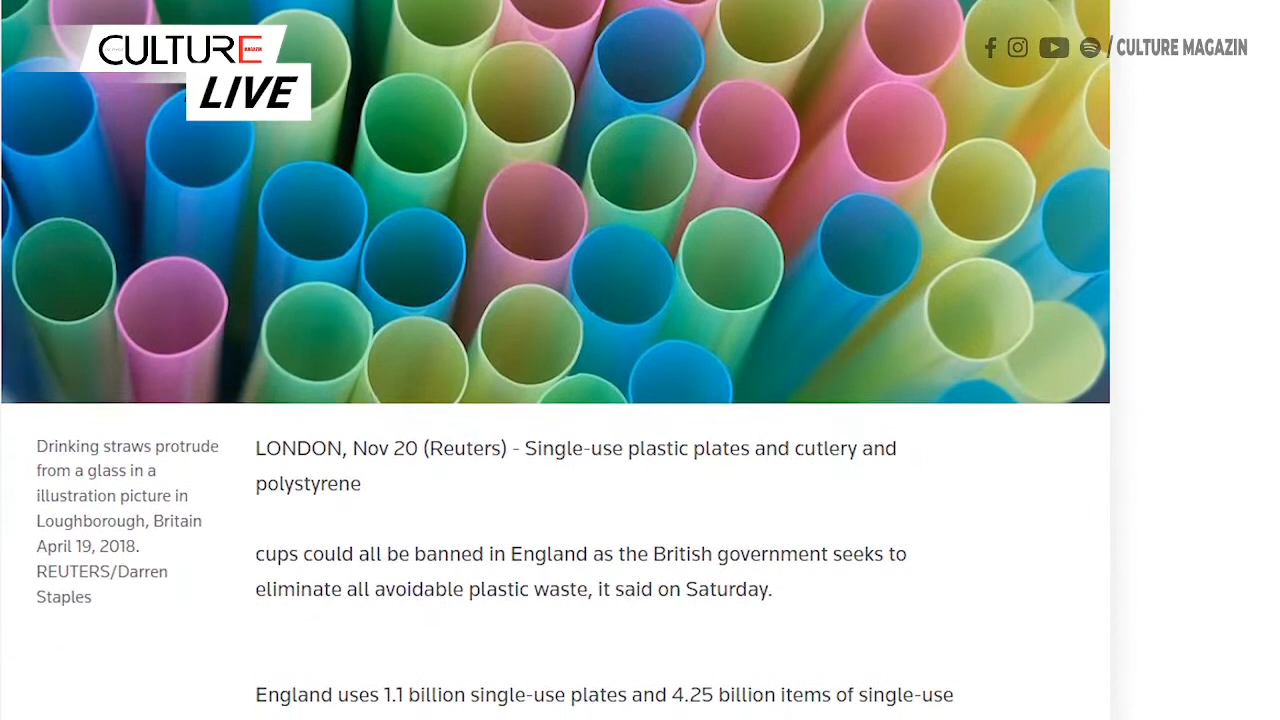 CULTURE
MAGAZIN
LIVE
/ CULTURE MAGAZIN
Drinking straws protrude
from a glass in a
illustration picture in
Loughborough, Britain
April 19, 2018.
REUTERS/Darren
Staples
LONDON, Nov 20 (Reuters) - Single-use plastic plates and cutlery and
polystyrene
cups could all be banned in England as the British government seeks to
eliminate all avoidable plastic waste, it said on Saturday.
England uses 1.1 billion single-use plates and 4.25 billion items of single-use